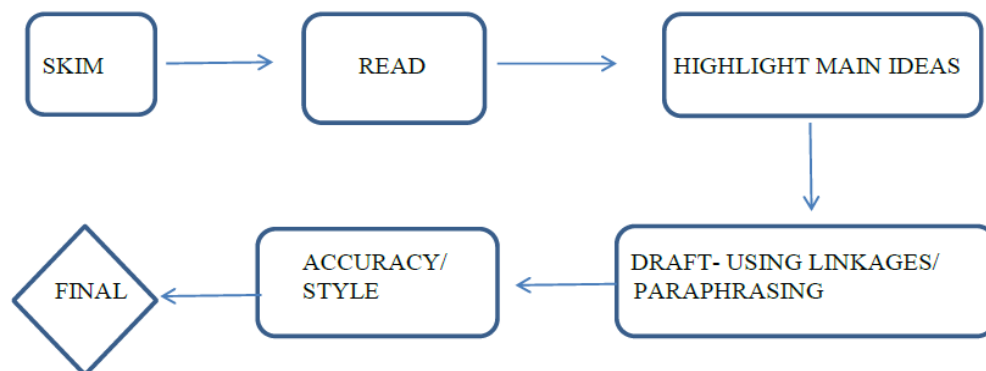 SKIM
READ
HIGHLIGHT MAIN IDEAS
DRAFT- USING LINKAGES/
PARAPHRASING
ACCURACY/
STYLE
FINAL